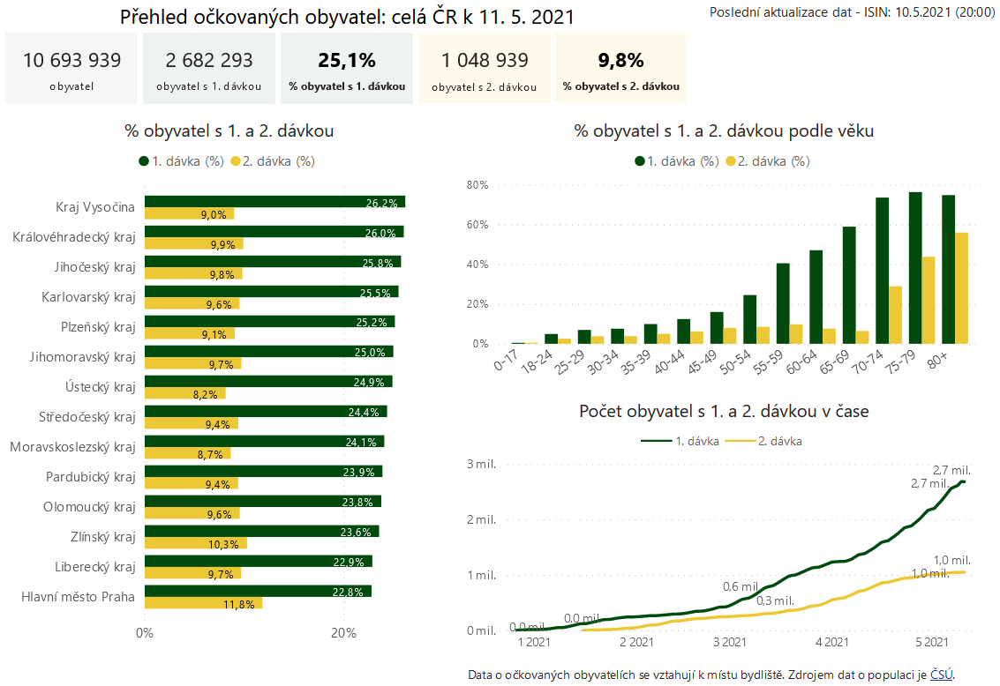 Přehled očkovaných obyvatel: celá ČR k 11. 5. 2021
Poslední aktualizace dat - ISIN: 10.5.2021 (20:00)
10 693 939
obyvatel
2 682 293
obyvatel s 1. dávkou
25,1%
% obyvatel s 1. dávkou
1 048 939
obyvatel s 2. dávkou
9,8%
% obyvatel s 2. dávkou
% obyvatel s 1. a 2. dávkou
1. dávka (%) 2. dávka (%)
Kraj Vysočina 26,2%
9,0%
Královéhradecký kraj 26,0%
9,9%
Jihočeský kraj 25,8%
9,8%
Karlovarský kraj 25,5%
9,6%
Plzeňský kraj 25,2%
9,1%
Jihomoravský kraj 25,0%
9,7%
Ústecký kraj 24,9%
8,2%
Středočeský kraj 24,4%
9,4%
Moravskoslezský kraj 24,1%
8,7%
Pardubický kraj 23,9%
9,4%
Olomoucký kraj 23,8%
9,6%
Zlínský kraj 23,6%
10,3%
Liberecký kraj 22,9%
9,7%
Hlavní město Praha 22,8%
11,8%
0% 20%
% obyvatel s 1. a 2. dávkou podle věku
1. dávka (%) 2. dávka (%)
80%
60%
40%
20%
0%
0-17 18-24 25-29 30-34 35-39 40-44 45-49 50-54 55-59 60-64 65-69 70-74 75-79 80+
Počet obyvatel s 1. a 2. dávkou v čase
1. dávka 2. dávka
3 mil.
2,7 mil.
2,7 mil.
2 mil.
1,0 mil.
1 mil.
1,0 mil.
0,6 mil.
0,3 mil.
0,0 mil.
0,0 mil.
0 mil.
1 2021 2 2021 3 2021 4 2021 5 2021
Data o očkovaných obyvatelích se vztahují k místu bydliště. Zdrojem dat o populaci je ČSÚ.